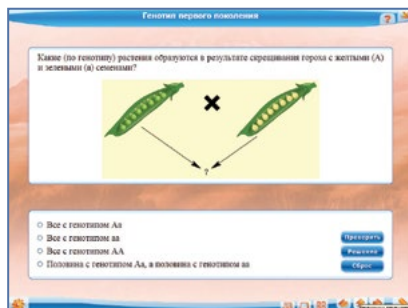 Генотип первого поколения
?
Какие (по генотипу) растения образуются в результате скрещивания гороха с желтыми (А)
и зелеными (а) семенами?
?
Все с генотипом Аа
Все с генотипом аа
Все с генотипом АА
Половина с генотипом Аа, а половина с генотипом аа
Проверить
Решение
Сброс